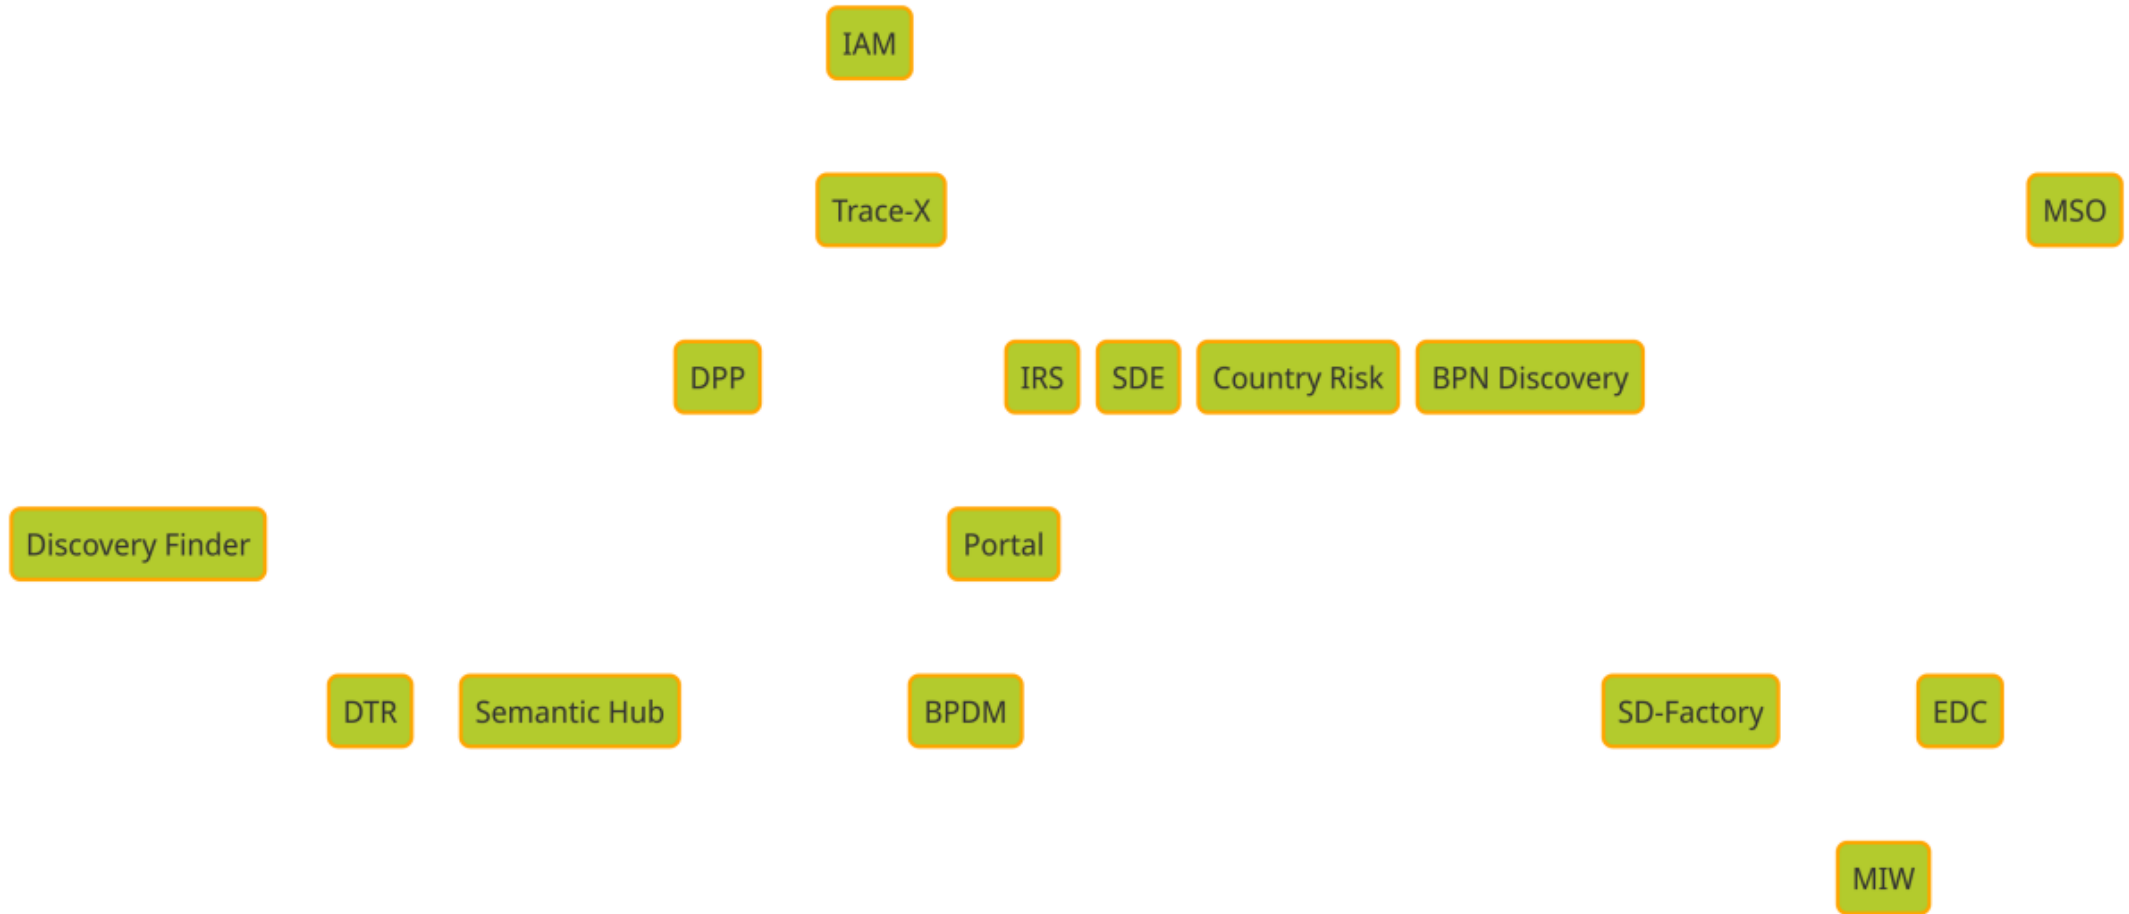 IAM
Trace-X
MSO
DPP
IRS
SDE
Country Risk
BPN Discovery
Discovery Finder
Portal
DTR
Semantic Hub
BPDM
SD-Factory
EDC
MIW